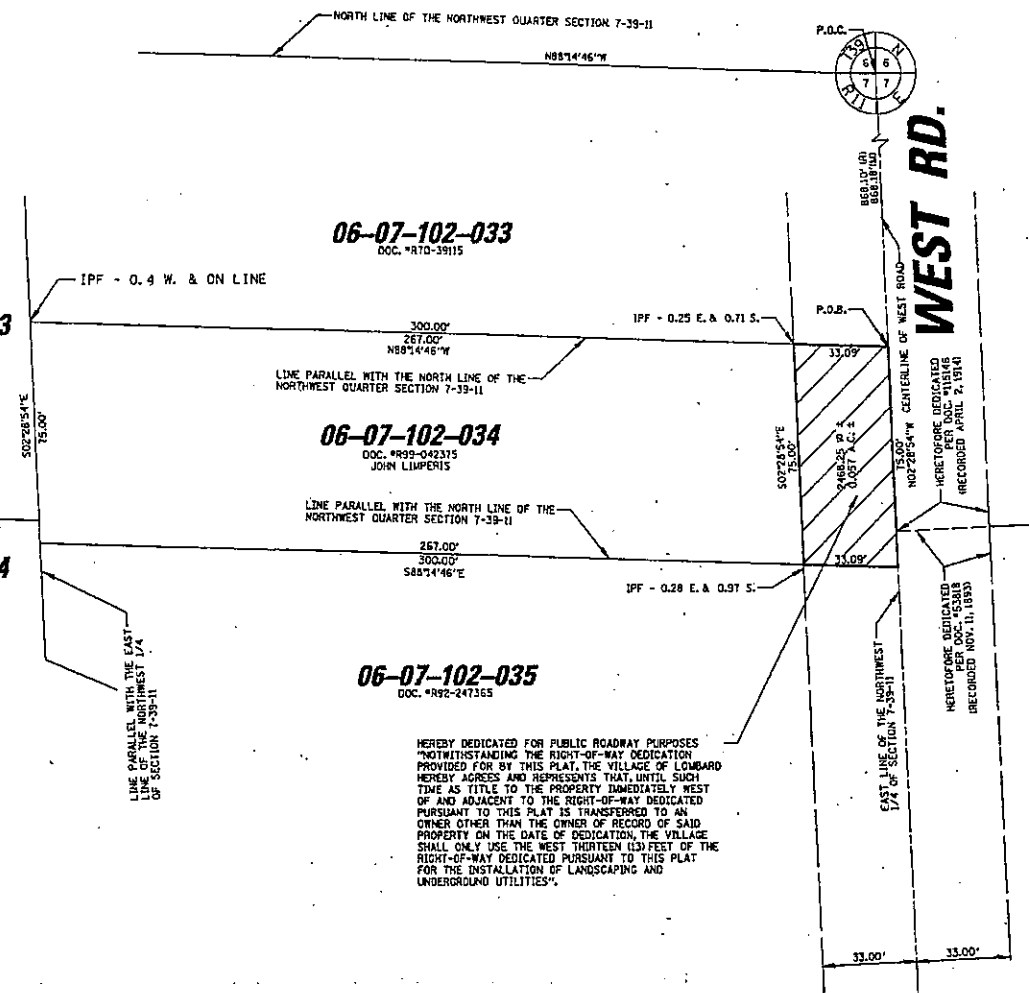 NORTH LINE OF THE NORTHWEST QUARTER SECTION 7-39-11
P.O.C.
N88°14'46"W
T39 N
6 6
7 7
R11 E
WEST RD.
868.10' (R)
868.18' (M)
06-07-102-033
DOC. #R70-39115
IPF - 0.4 W. & ON LINE
3
300.00'
267.00'
N88°14'46"W
IPF - 0.25 E. & 0.71 S.
P.O.B.
33.09'
CENTERLINE OF WEST ROAD
LINE PARALLEL WITH THE NORTH LINE OF THE
NORTHWEST QUARTER SECTION 7-39-11
S02°28'54"E
75.00'
06-07-102-034
DOC. #R99-042375
JOHN LIMPERIS
S02°28'54"E
75.00'
2468.25 ±
0.057 AC. ±
75.00'
N02°28'54"W
HERETOFORE DEDICATED
PER DOC. #115146
(RECORDED APRIL 2, 1914)
LINE PARALLEL WITH THE NORTH LINE OF THE
NORTHWEST QUARTER SECTION 7-39-11
267.00'
300.00'
S88°14'46"E
33.09'
4
IPF - 0.28 E. & 0.97 S.
HERETOFORE DEDICATED
PER DOC. #53818
(RECORDED NOV. 11, 1893)
LINE PARALLEL WITH THE EAST
LINE OF THE NORTHWEST 1/4
OF SECTION 7-39-11
06-07-102-035
DOC. #R92-247365
EAST LINE OF THE NORTHWEST
1/4 OF SECTION 7-39-11
HEREBY DEDICATED FOR PUBLIC ROADWAY PURPOSES
"NOTWITHSTANDING THE RIGHT-OF-WAY DEDICATION
PROVIDED FOR BY THIS PLAT, THE VILLAGE OF LOMBARD
HEREBY AGREES AND REPRESENTS THAT, UNTIL SUCH
TIME AS TITLE TO THE PROPERTY IMMEDIATELY WEST
OF AND ADJACENT TO THE RIGHT-OF-WAY DEDICATED
PURSUANT TO THIS PLAT IS TRANSFERRED TO AN
OWNER OTHER THAN THE OWNER OF RECORD OF SAID
PROPERTY ON THE DATE OF DEDICATION, THE VILLAGE
SHALL ONLY USE THE WEST THIRTEEN (13) FEET OF THE
RIGHT-OF-WAY DEDICATED PURSUANT TO THIS PLAT
FOR THE INSTALLATION OF LANDSCAPING AND
UNDERGROUND UTILITIES".
33.00'
33.00'